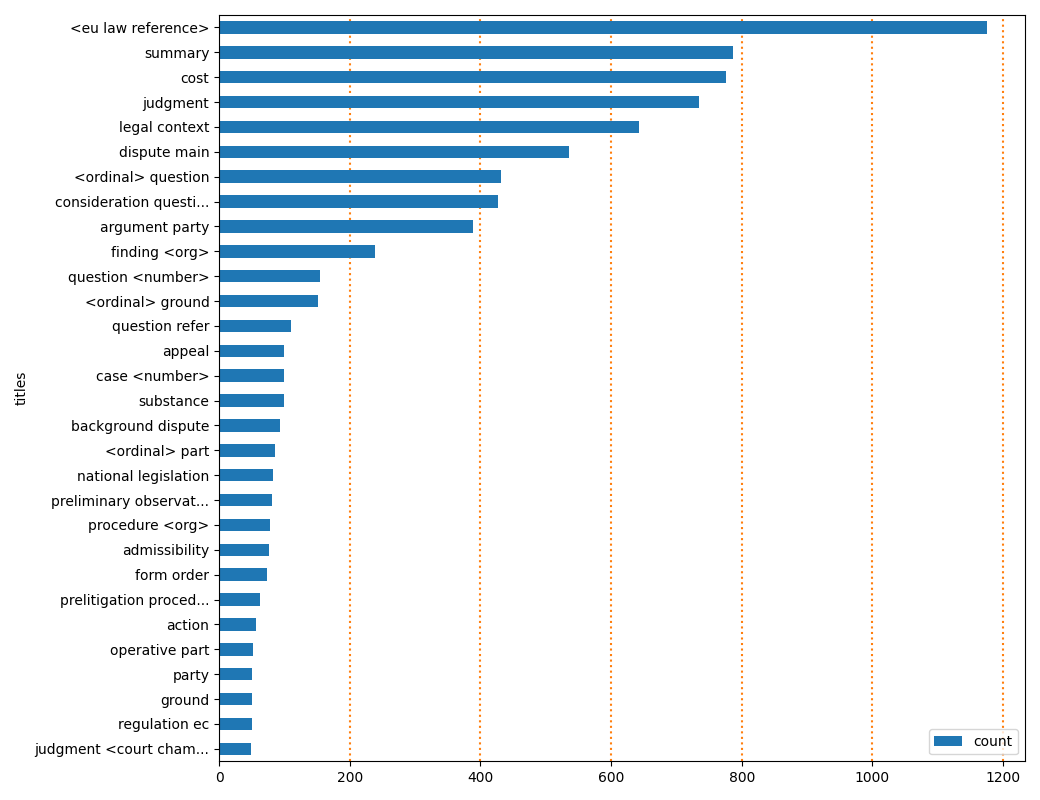 <eu law reference>
summary
cost
judgment
legal context
dispute main
<ordinal> question
consideration questi...
argument party
finding <org>
question <number>
<ordinal> ground
question refer
appeal
case <number>
substance
background dispute
<ordinal> part
national legislation
preliminary observat...
procedure <org>
admissibility
form order
prelitigation proced...
action
operative part
party
ground
regulation ec
judgment <court cham...
titles
count
0 200 400 600 800 1000 1200